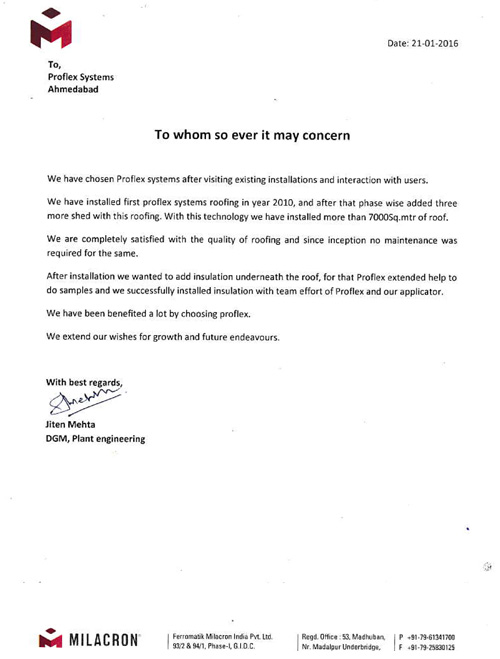 Date: 21-01-2016
To,
Proflex Systems
Ahmedabad
To whom so ever it may concern
We have chosen Proflex systems after visiting existing installations and interaction with users.
We have installed first proflex systems roofing in year 2010, and after that phase wise added three
more shed with this roofing. With this technology we have installed more than 7000Sq.mtr of roof.
We are completely satisfied with the quality of roofing and since inception no maintenance was
required for the same.
After installation we wanted to add insulation underneath the roof, for that Proflex extended help to
do samples and we successfully installed insulation with team effort of Proflex and our applicator.
We have been benefited a lot by choosing proflex.
We extend our wishes for growth and future endeavours.
With best regards,
Jiten Mehta
DGM, Plant engineering
MILACRON
Ferromatik Milacron India Pvt. Ltd.
93/2 & 94/1, Phase-I, G.I.D.C.
Regd. Office : 53, Madhuban,
Nr. Madalpur Underbridge,
P +91-79-61341700
F +91-79-25830125